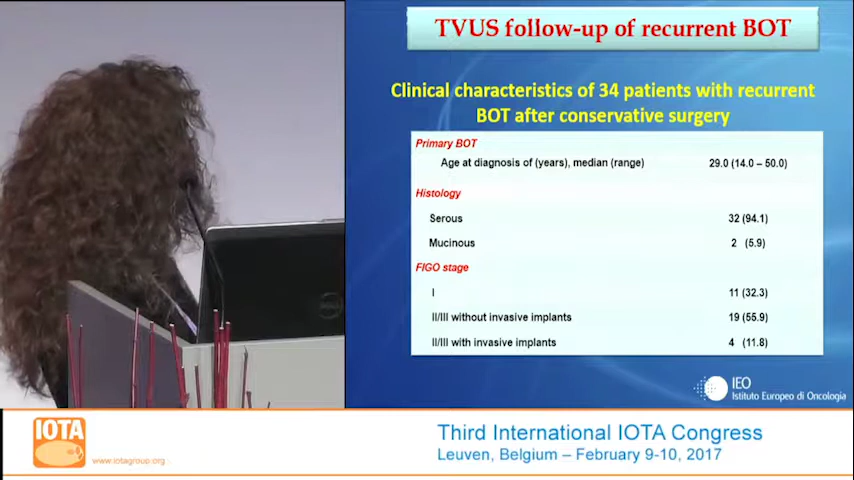 TVUS follow-up of recurrent BOT
Clinical characteristics of 34 patients with recurrent
BOT after conservative surgery
Primary BOT
Age at diagnosis of (years), median (range) 29.0 (14.0 – 50.0)
Histology
Serous 32 (94.1)
Mucinous 2 (5.9)
FIGO stage
I 11 (32.3)
II/III without invasive implants 19 (55.9)
II/III with invasive implants 4 (11.8)
IEO
Istituto Europeo di Oncologia
IOTA
www.iotagroup.org
Third International IOTA Congress
Leuven, Belgium – February 9-10, 2017